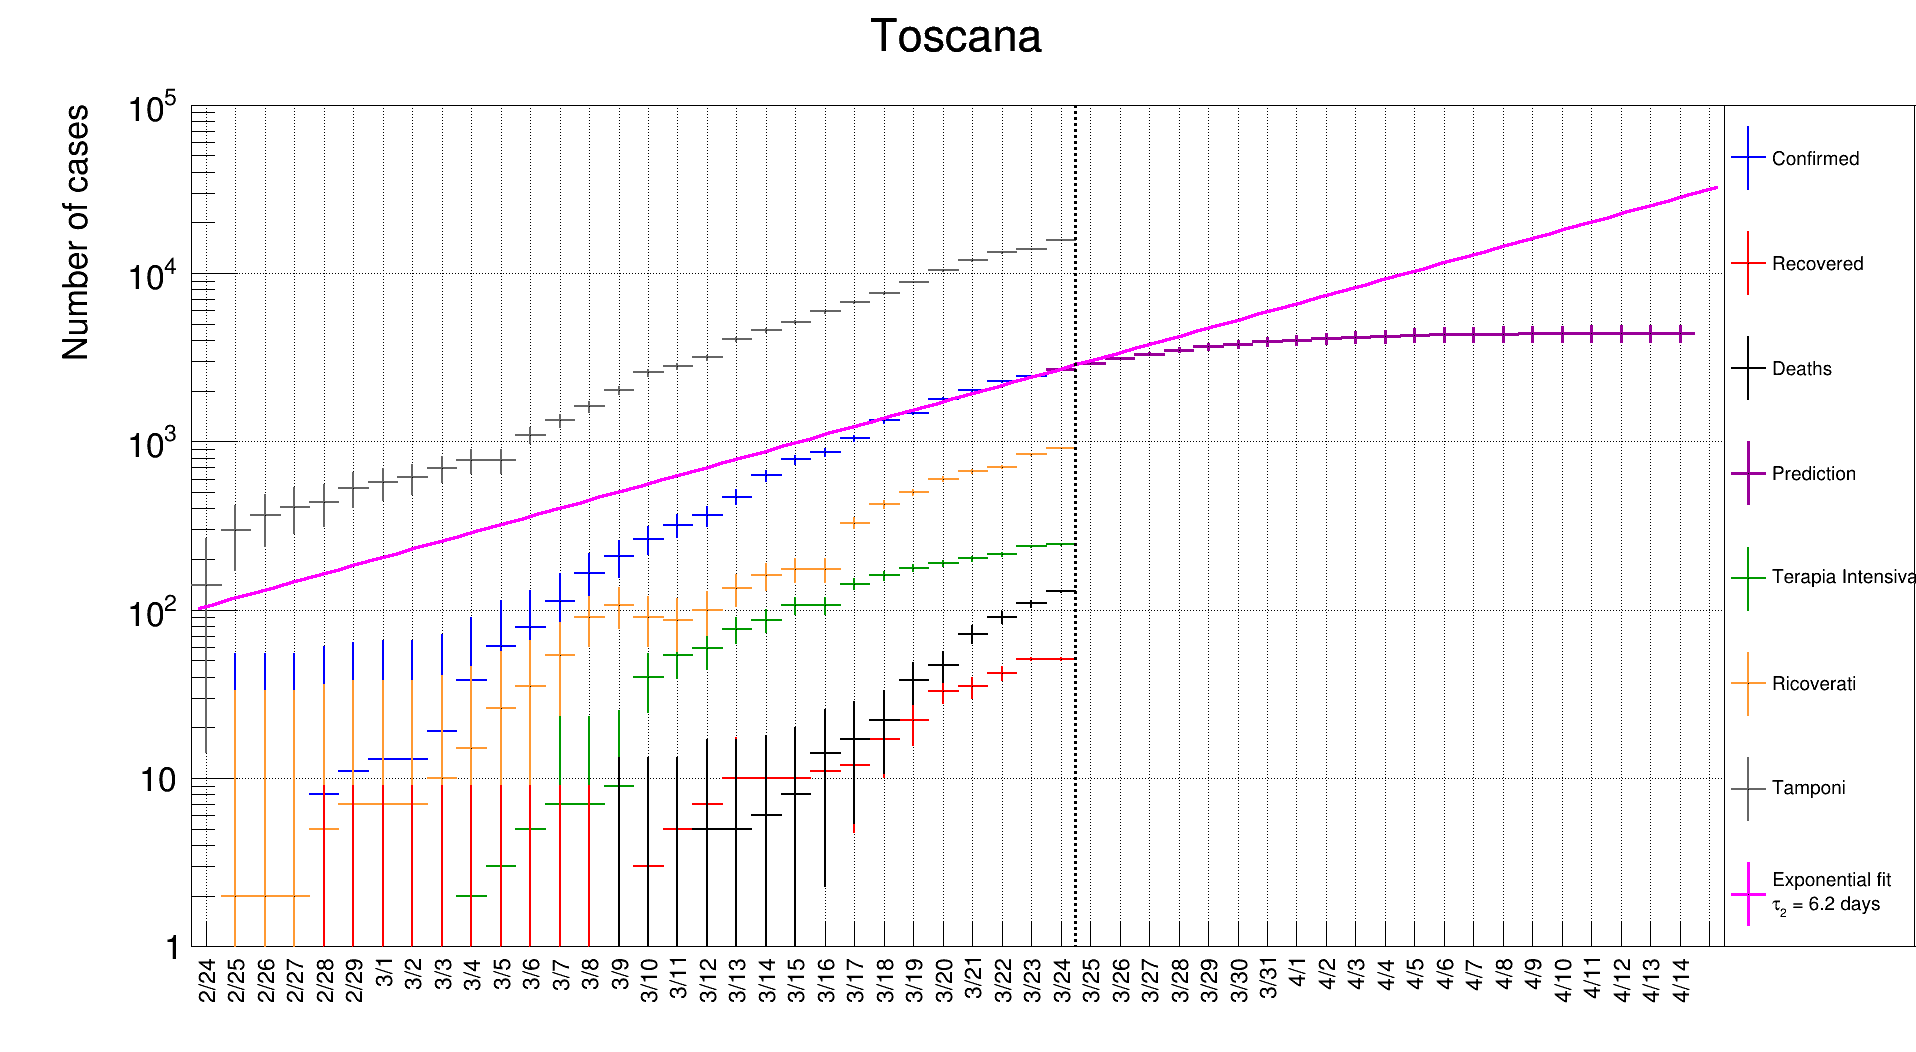 Toscana
Number of cases
10^5
10^4
10^3
10^2
10
1
2/24 2/25 2/26 2/27 2/28 2/29 3/1 3/2 3/3 3/4 3/5 3/6 3/7 3/8 3/9 3/10 3/11 3/12 3/13 3/14 3/15 3/16 3/17 3/18 3/19 3/20 3/21 3/22 3/23 3/24 3/25 3/26 3/27 3/28 3/29 3/30 3/31 4/1 4/2 4/3 4/4 4/5 4/6 4/7 4/8 4/9 4/10 4/11 4/12 4/13 4/14
Confirmed
Recovered
Deaths
Prediction
Terapia Intensiva
Ricoverati
Tamponi
Exponential fit
τ_2 = 6.2 days